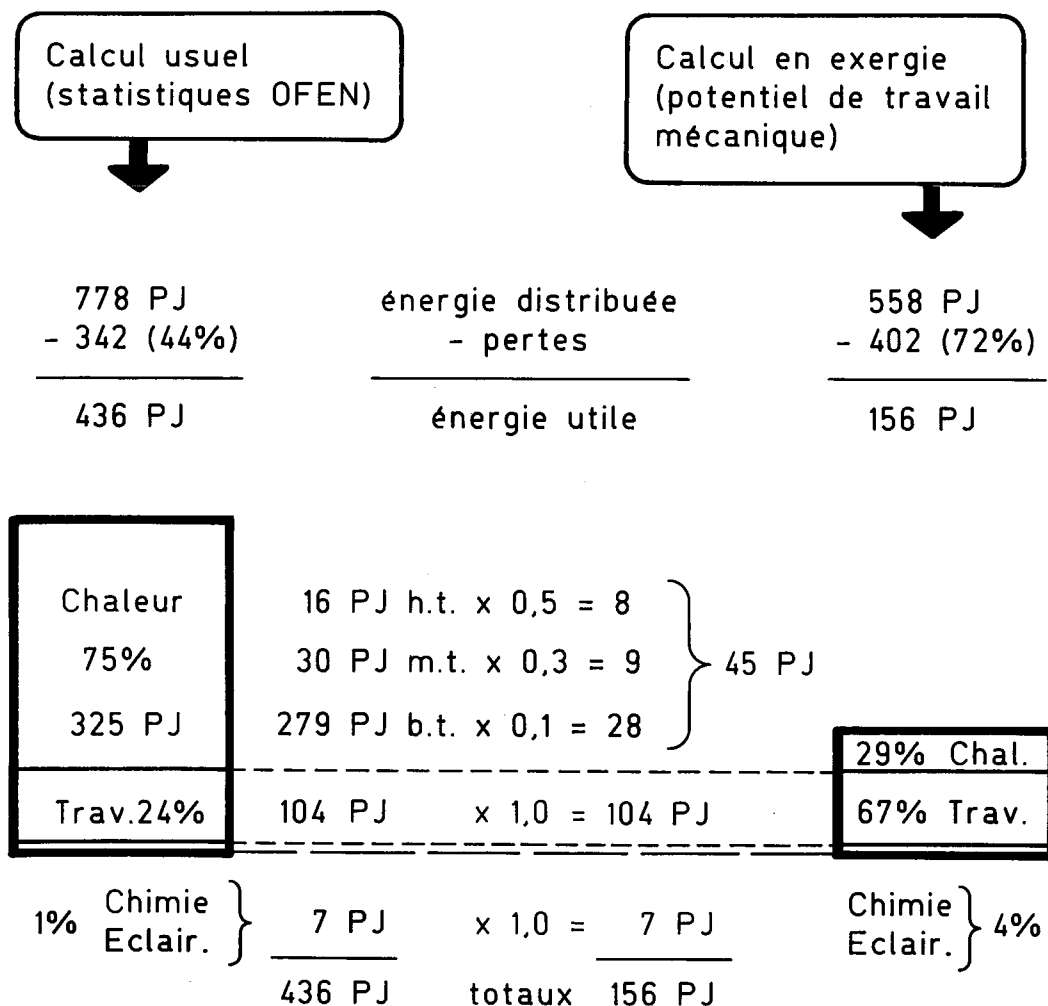 Calcul usuel
(statistiques OFEN)
Calcul en exergie
(potentiel de travail
mécanique)
778 PJ énergie distribuée 558 PJ
- 342 (44%) - pertes - 402 (72%)
436 PJ énergie utile 156 PJ
Chaleur 16 PJ h.t. x 0,5 = 8
75% 30 PJ m.t. x 0,3 = 9 45 PJ
325 PJ 279 PJ b.t. x 0,1 = 28
29% Chal.
Trav.24% 104 PJ x 1,0 = 104 PJ 67% Trav.
1% Chimie
Eclair. 7 PJ x 1,0 = 7 PJ Chimie
Eclair. 4%
436 PJ totaux 156 PJ